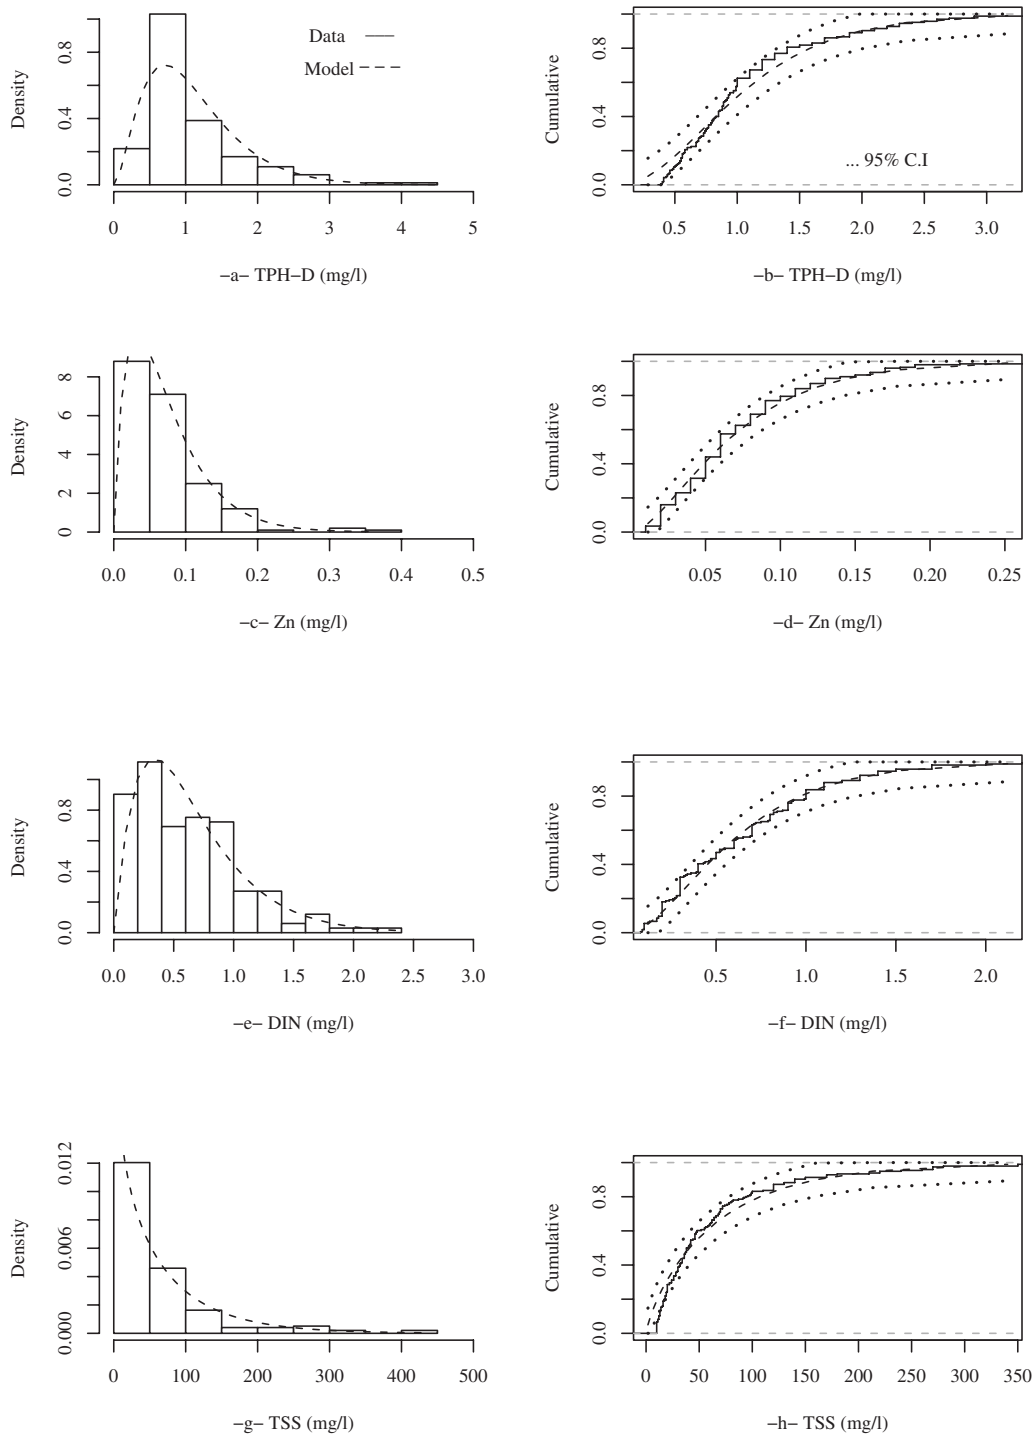 Density
0.0 0.4 0.8
Data
Model
0 1 2 3 4 5
−a− TPH−D (mg/l)
Cumulative
0.0 0.4 0.8
... 95% C.I
0.5 1.0 1.5 2.0 2.5 3.0
−b− TPH−D (mg/l)
Density
0 2 4 6 8
0.0 0.1 0.2 0.3 0.4 0.5
−c− Zn (mg/l)
Cumulative
0.0 0.4 0.8
0.05 0.10 0.15 0.20 0.25
−d− Zn (mg/l)
Density
0.0 0.4 0.8
0.0 0.5 1.0 1.5 2.0 2.5 3.0
−e− DIN (mg/l)
Cumulative
0.0 0.4 0.8
0.5 1.0 1.5 2.0
−f− DIN (mg/l)
Density
0.000 0.006 0.012
0 100 200 300 400 500
−g− TSS (mg/l)
Cumulative
0.0 0.4 0.8
0 50 100 150 200 250 300 350
−h− TSS (mg/l)